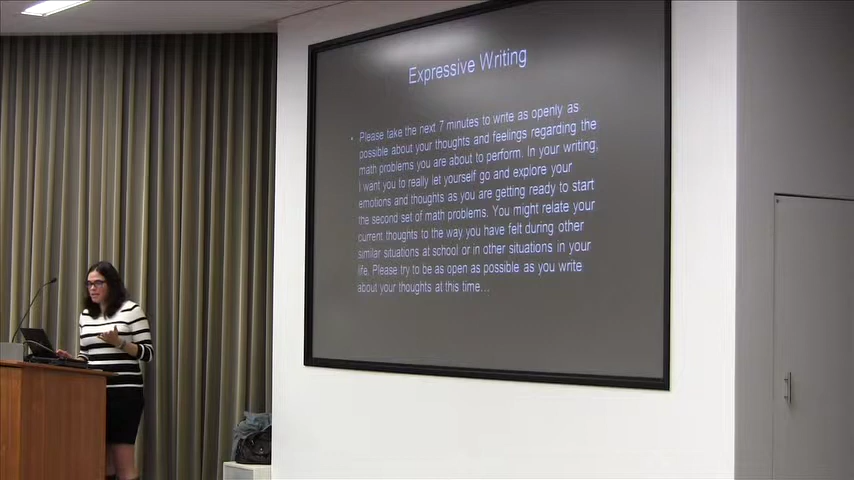 Expressive Writing
• Please take the next 7 minutes to write as openly as
possible about your thoughts and feelings regarding the
math problems you are about to perform. In your writing,
I want you to really let yourself go and explore your
emotions and thoughts as you are getting ready to start
the second set of math problems. You might relate your
current thoughts to the way you have felt during other
similar situations at school or in other situations in your
life. Please try to be as open as possible as you write
about your thoughts at this time...